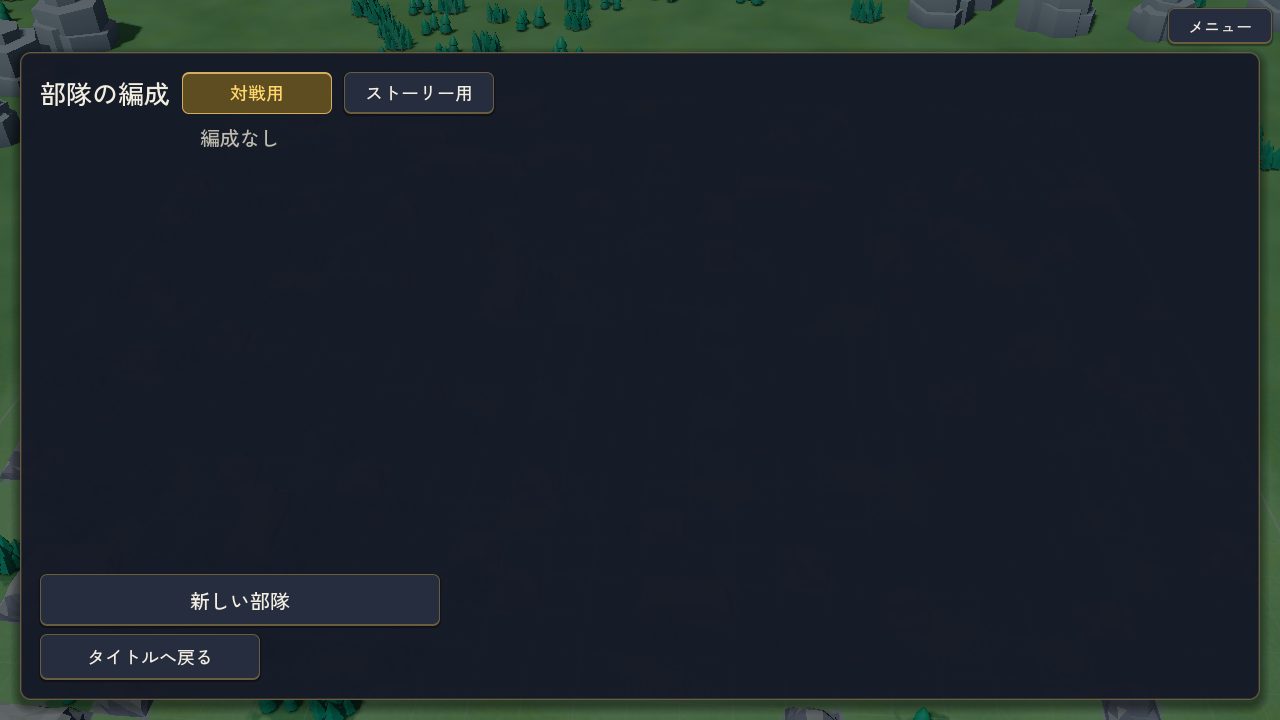 メニュー
部隊の編成 対戦用 ストーリー用
編成なし
新しい部隊
タイトルへ戻る